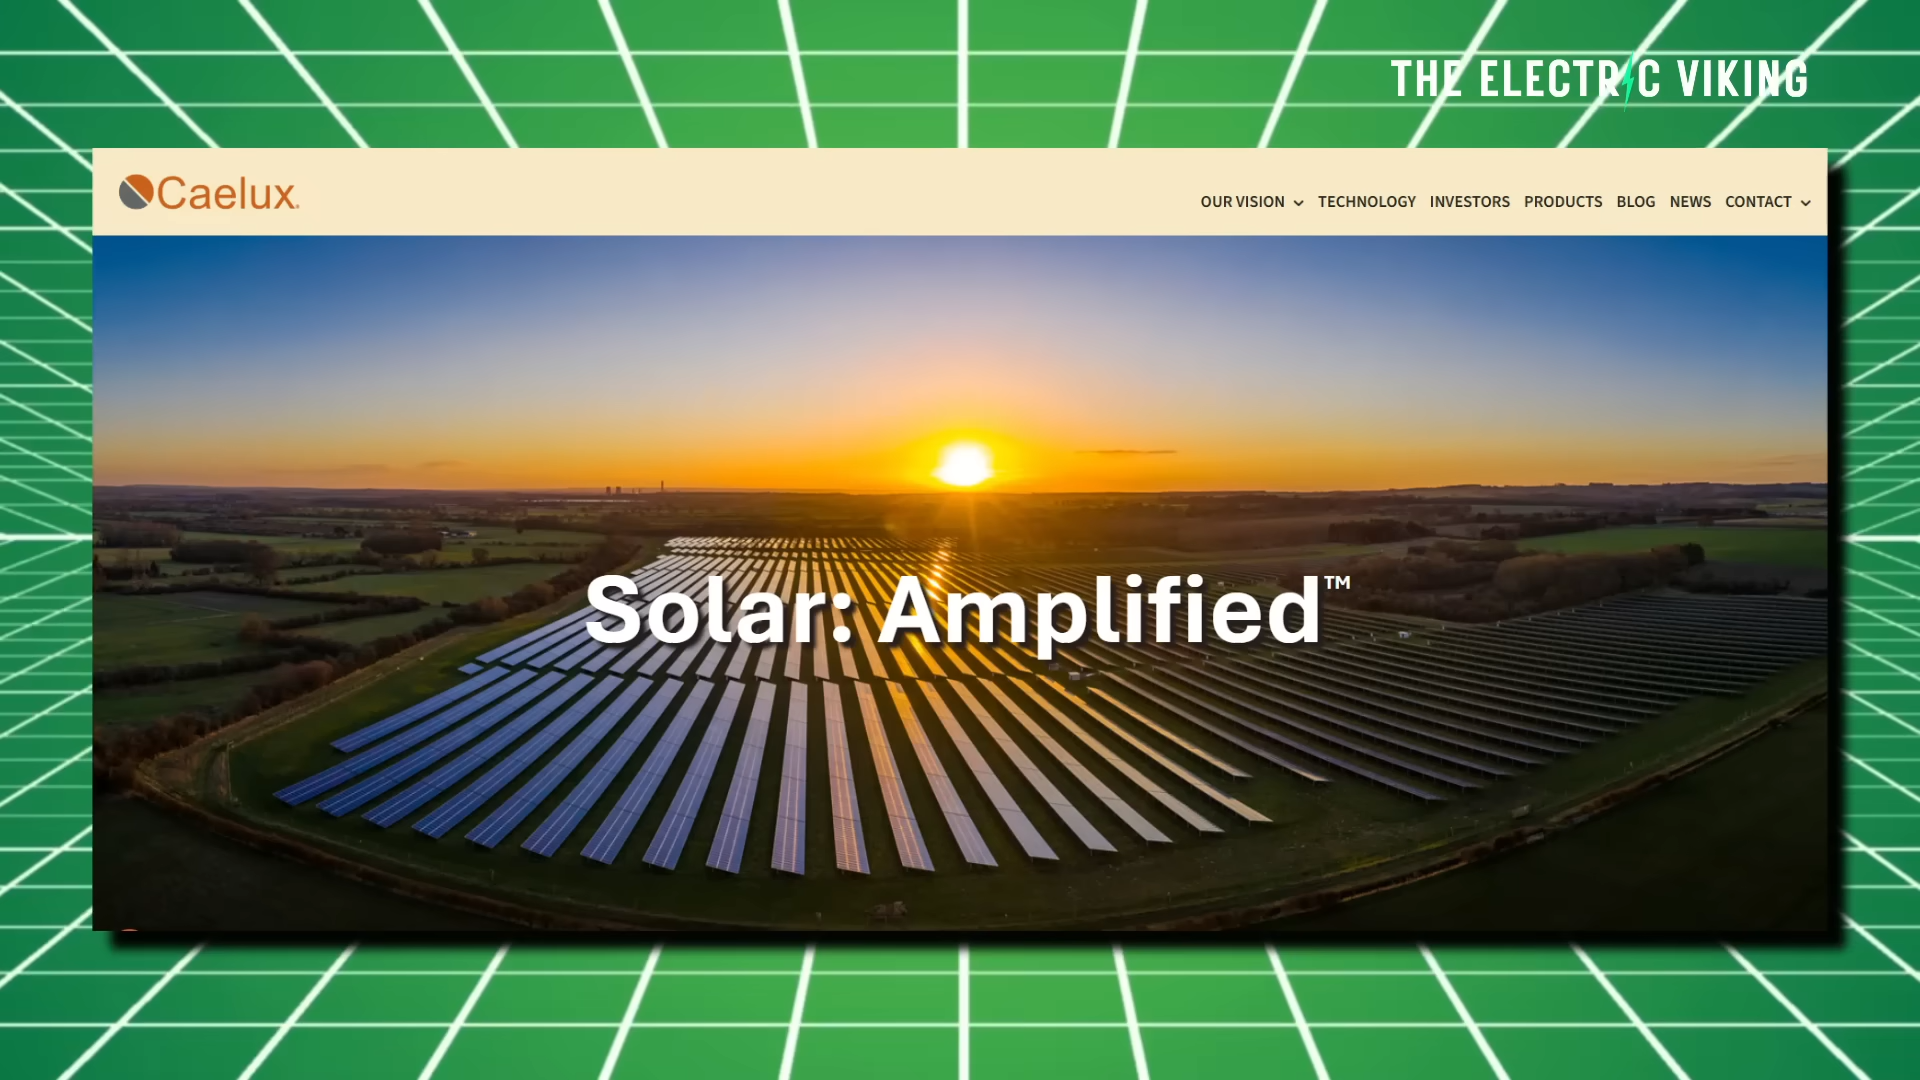 THE ELECTRIC VIKING
Caelux
OUR VISION TECHNOLOGY INVESTORS PRODUCTS BLOG NEWS CONTACT
Solar: Amplified™